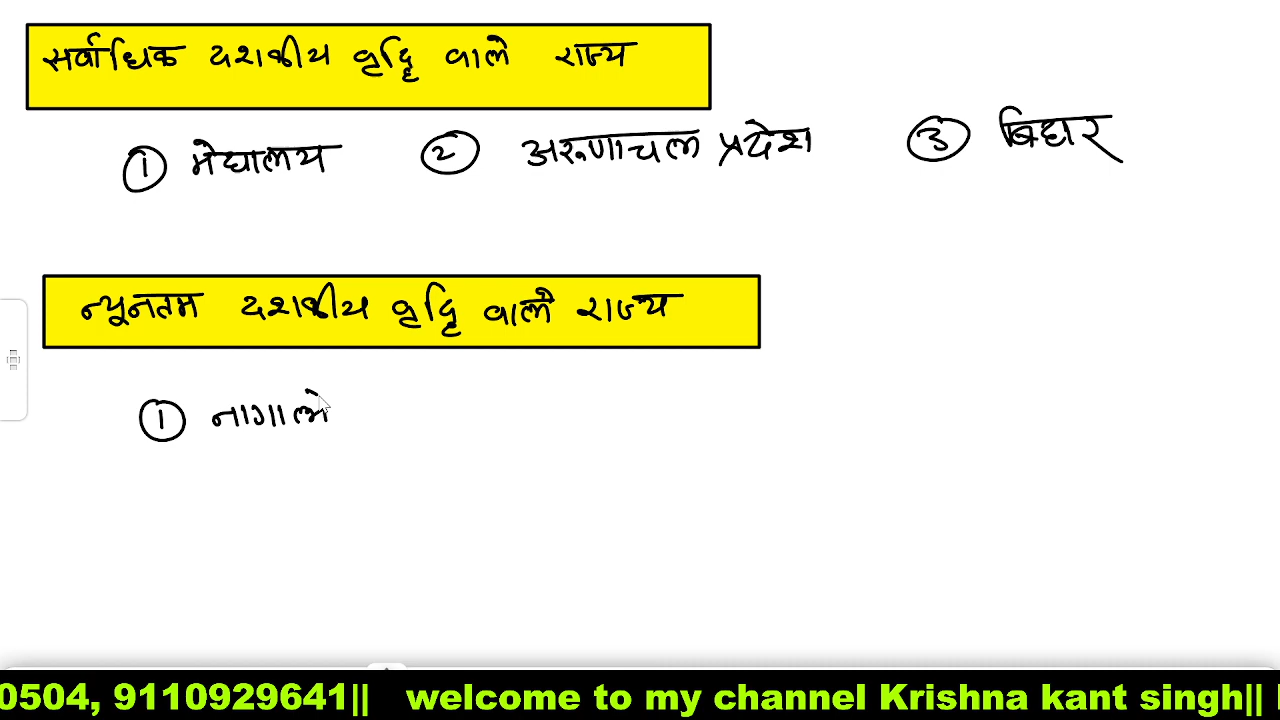 सर्वाधिक दशकीय वृद्धि वाले राज्य
① मेघालय ② अरुणाचल प्रदेश ③ बिहार
न्यूनतम दशकीय वृद्धि वाले राज्य
① नागाले
0504, 9110929641|| welcome to my channel Krishna kant singh||